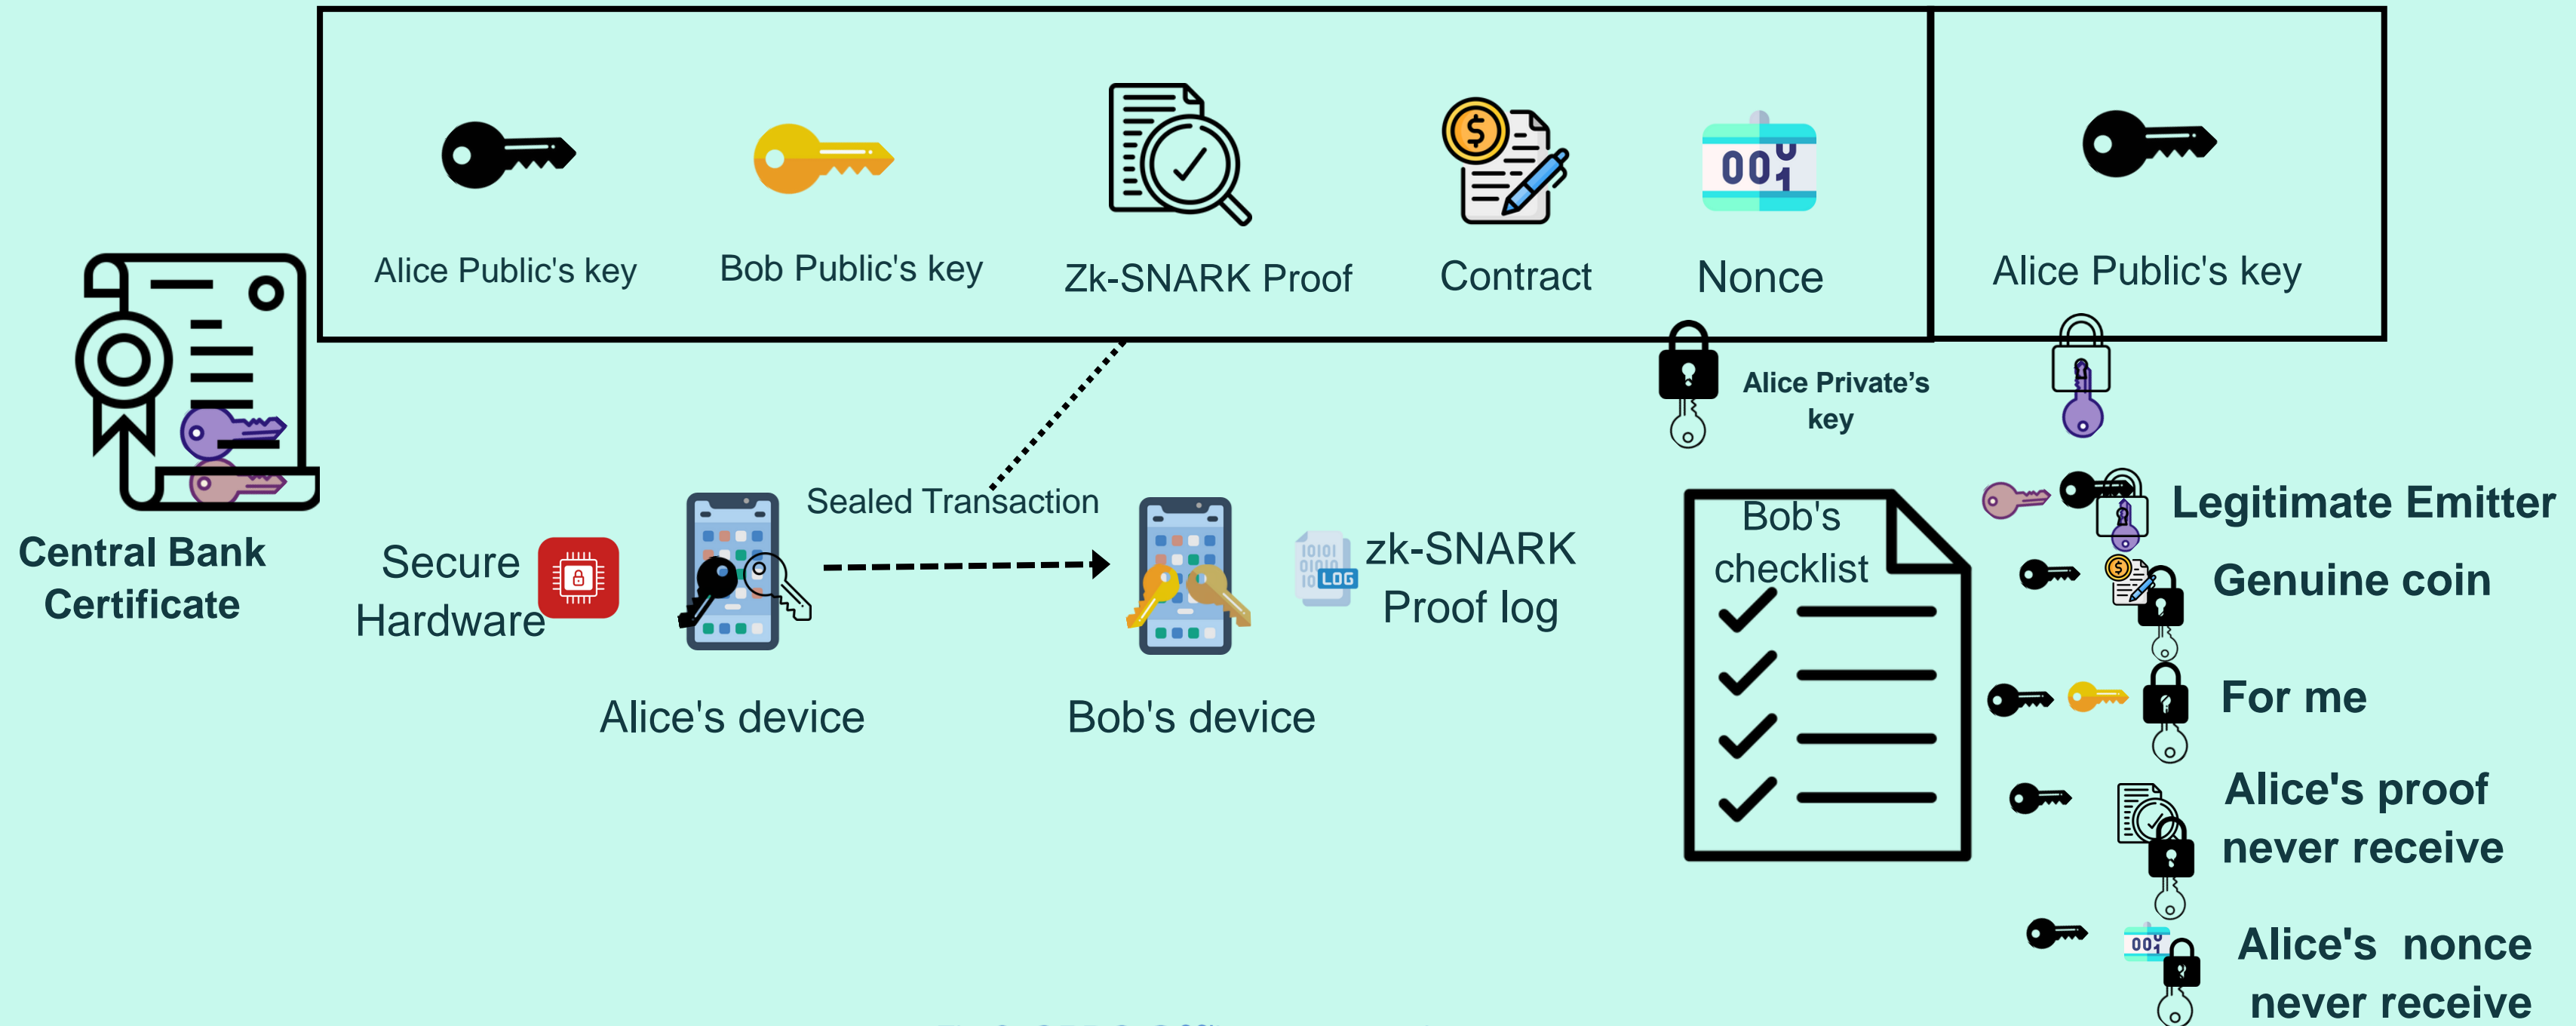 Alice Public's key
Bob Public's key
Zk-SNARK Proof
Contract
Nonce
Alice Public's key
Alice Private's
key
Central Bank
Certificate
Secure
Hardware
Sealed Transaction
Alice's device
Bob's device
10101
LOG
zk-SNARK
Proof log
Bob's
checklist
Legitimate Emitter
Genuine coin
For me
Alice's proof
never receive
Alice's nonce
never receive